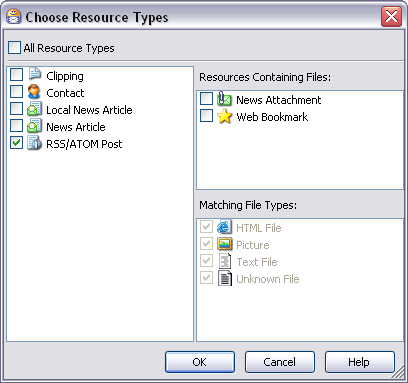 Choose Resource Types
All Resource Types
Clipping
Contact
Local News Article
News Article
RSS/ATOM Post
Resources Containing Files:
News Attachment
Web Bookmark
Matching File Types:
HTML File
Picture
Text File
Unknown File
OK
Cancel
Help